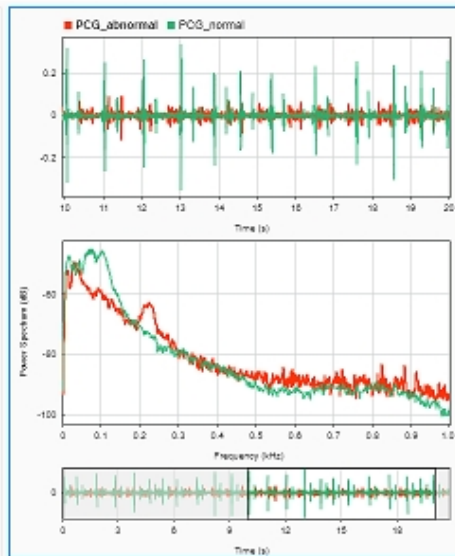 PCG_abnormal PCG_normal
0.2
0
-0.2
10 11 12 13 14 15 16 17 18 19 20
Time (s)
Power Spectrum (dB)
-60
-80
-100
0 0.1 0.2 0.3 0.4 0.5 0.6 0.7 0.8 0.9 1.0
Frequency (kHz)
0
0 3 6 9 12 15 18
Time (s)